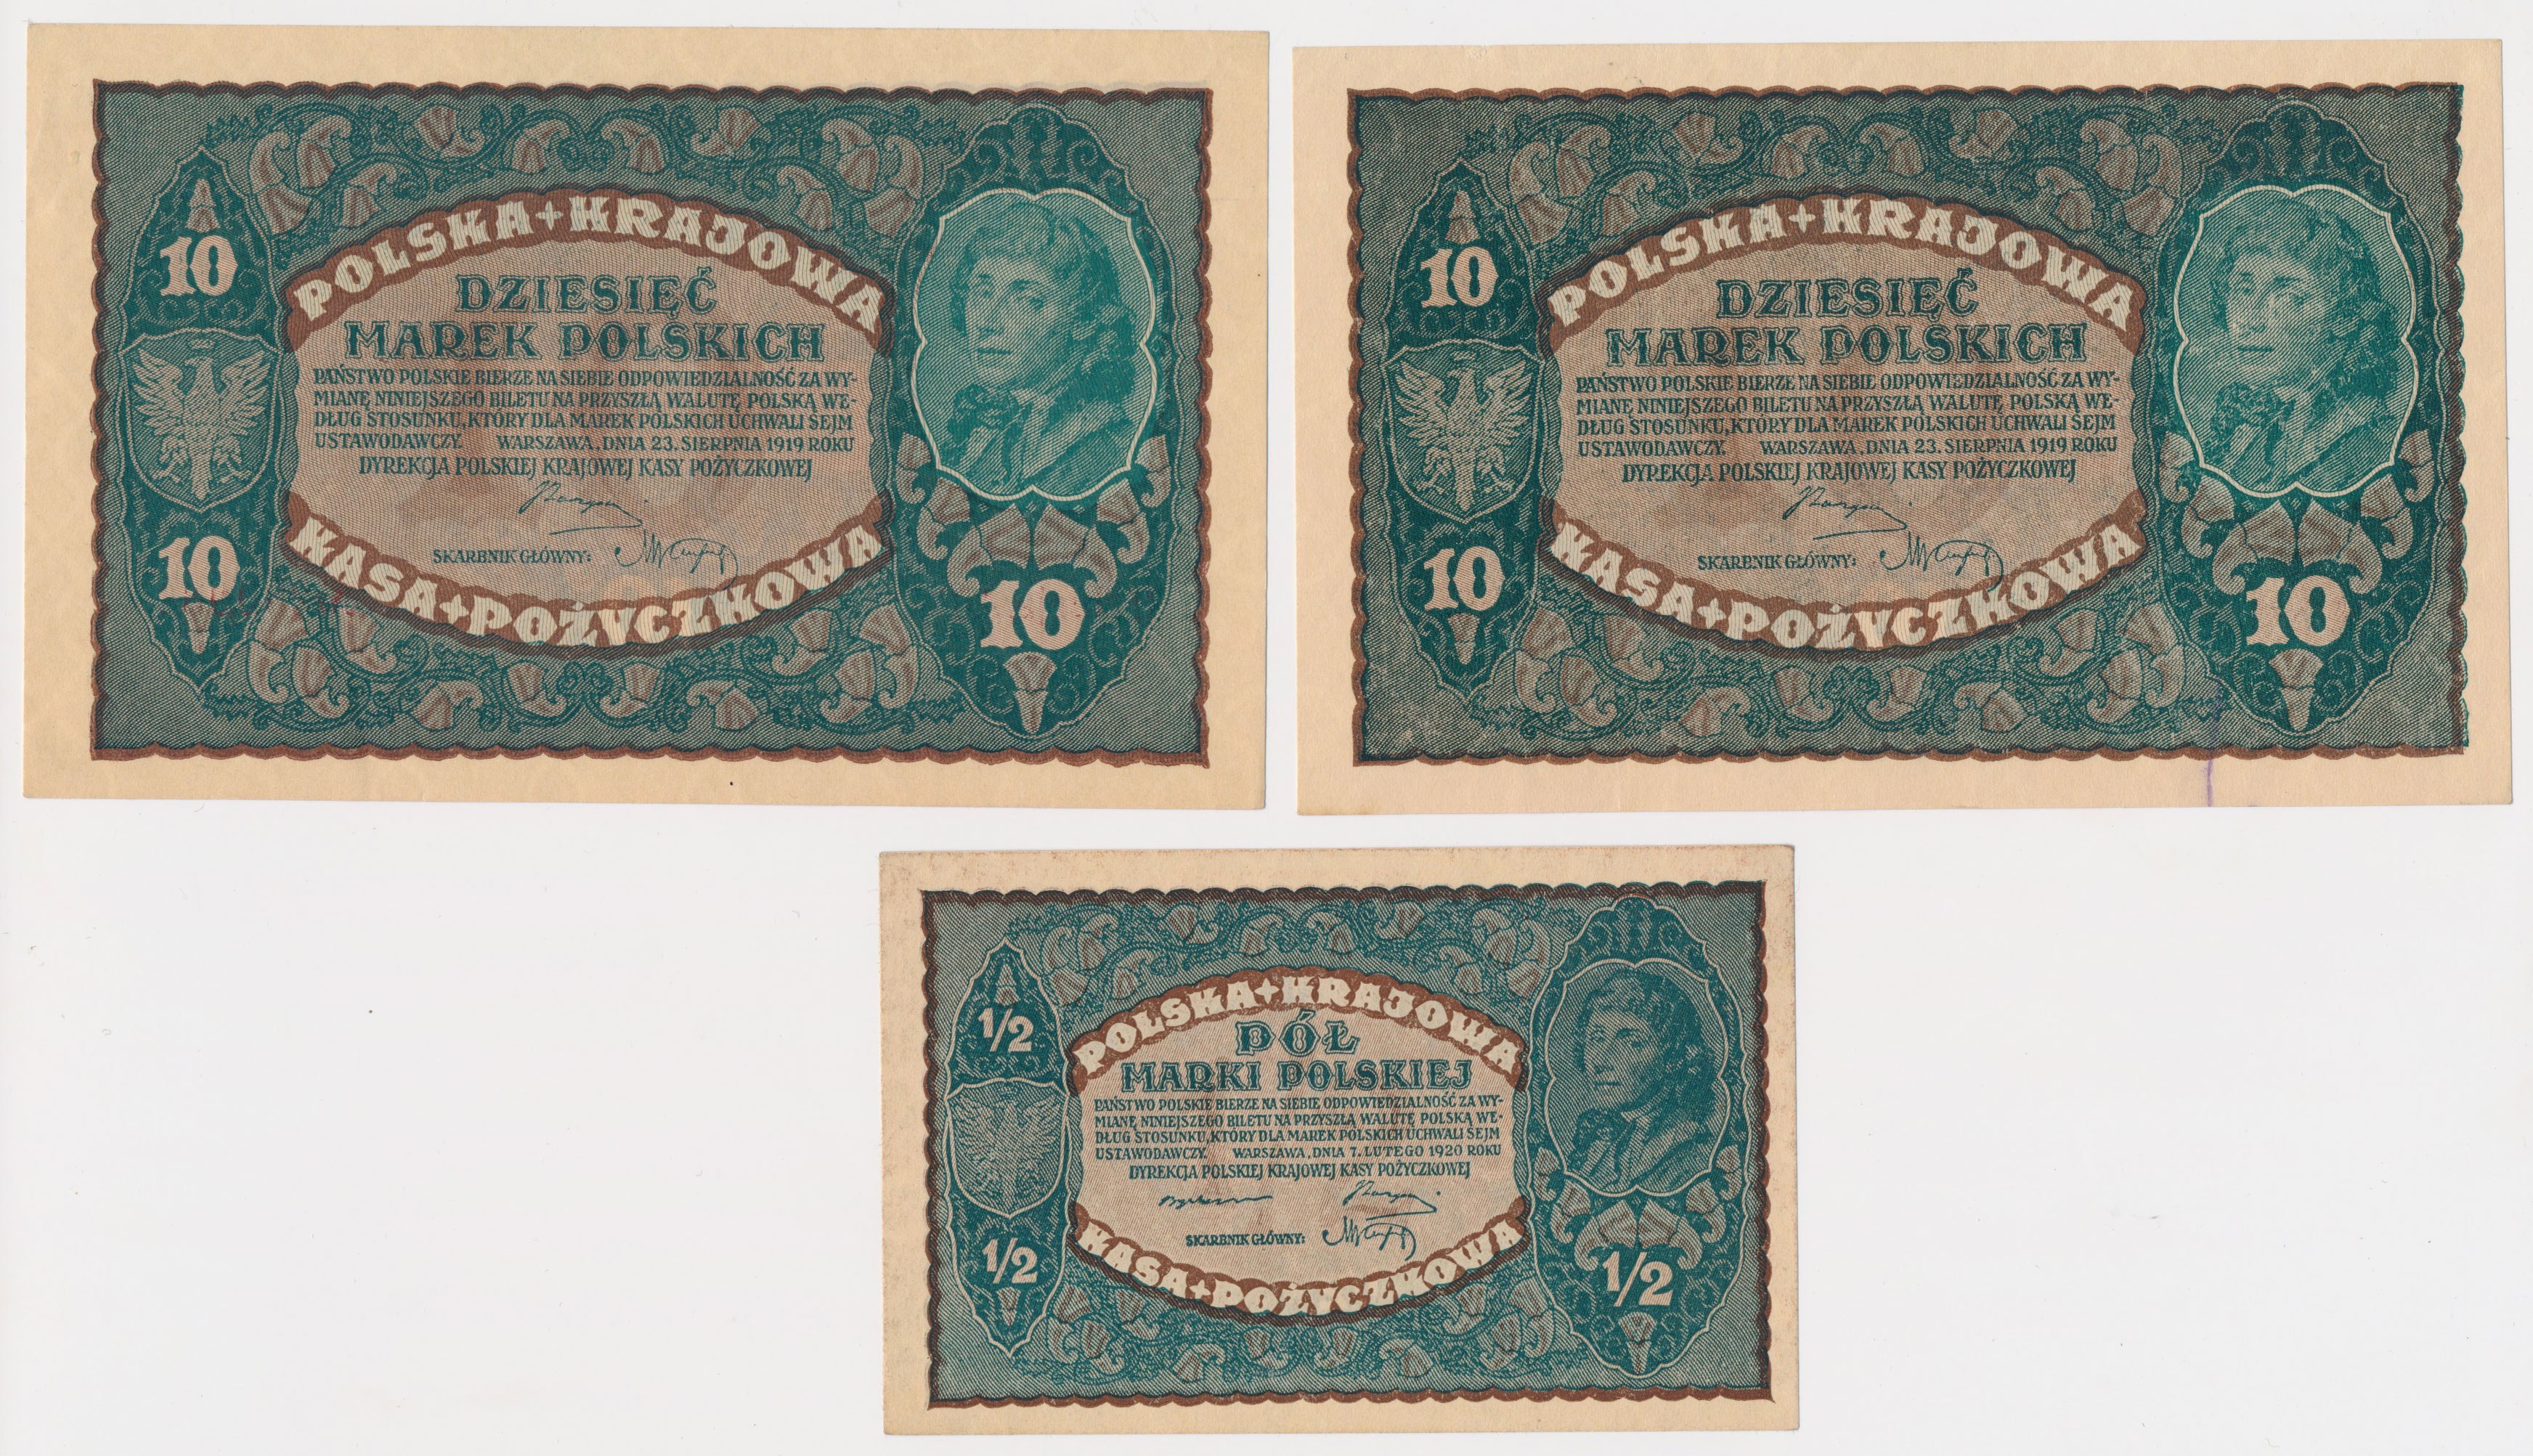 POLSKA+KRAJOWA
10
DZIESIĘĆ
MAREK POLSKICH
PAŃSTWO POLSKIE BIERZE NA SIEBIE ODPOWIEDZIALNOŚĆ ZA WY-
MIANĘ NINIEJSZEGO BILETU NA PRZYSZŁĄ WALUTĘ POLSKĄ WE-
DŁUG STOSUNKU, KTÓRY DLA MAREK POLSKICH UCHWALI SEJM
USTAWODAWCZY. WARSZAWA, DNIA 23. SIERPNIA 1919 ROKU
DYREKCJA POLSKIEJ KRAJOWEJ KASY POŻYCZKOWEJ
SKARBNIK GŁÓWNY:
10
KASA+POŻYCZKOWA
10
POLSKA+KRAJOWA
10
DZIESIĘĆ
MAREK POLSKICH
PAŃSTWO POLSKIE BIERZE NA SIEBIE ODPOWIEDZIALNOŚĆ ZA WY-
MIANĘ NINIEJSZEGO BILETU NA PRZYSZŁĄ WALUTĘ POLSKĄ WE-
DŁUG STOSUNKU, KTÓRY DLA MAREK POLSKICH UCHWALI SEJM
USTAWODAWCZY. WARSZAWA, DNIA 23. SIERPNIA 1919 ROKU
DYREKCJA POLSKIEJ KRAJOWEJ KASY POŻYCZKOWEJ
SKARBNIK GŁÓWNY:
10
KASA+POŻYCZKOWA
10
POLSKA+KRAJOWA
1/2
PÓŁ
MARKI POLSKIEJ
PAŃSTWO POLSKIE BIERZE NA SIEBIE ODPOWIEDZIALNOŚĆ ZA WY-
MIANĘ NINIEJSZEGO BILETU NA PRZYSZŁĄ WALUTĘ POLSKĄ WE-
DŁUG STOSUNKU, KTÓRY DLA MAREK POLSKICH UCHWALI SEJM
USTAWODAWCZY. WARSZAWA, DNIA 7. LUTEGO 1920 ROKU
DYREKCJA POLSKIEJ KRAJOWEJ KASY POŻYCZKOWEJ
SKARBNIK GŁÓWNY:
1/2
KASA+POŻYCZKOWA
1/2